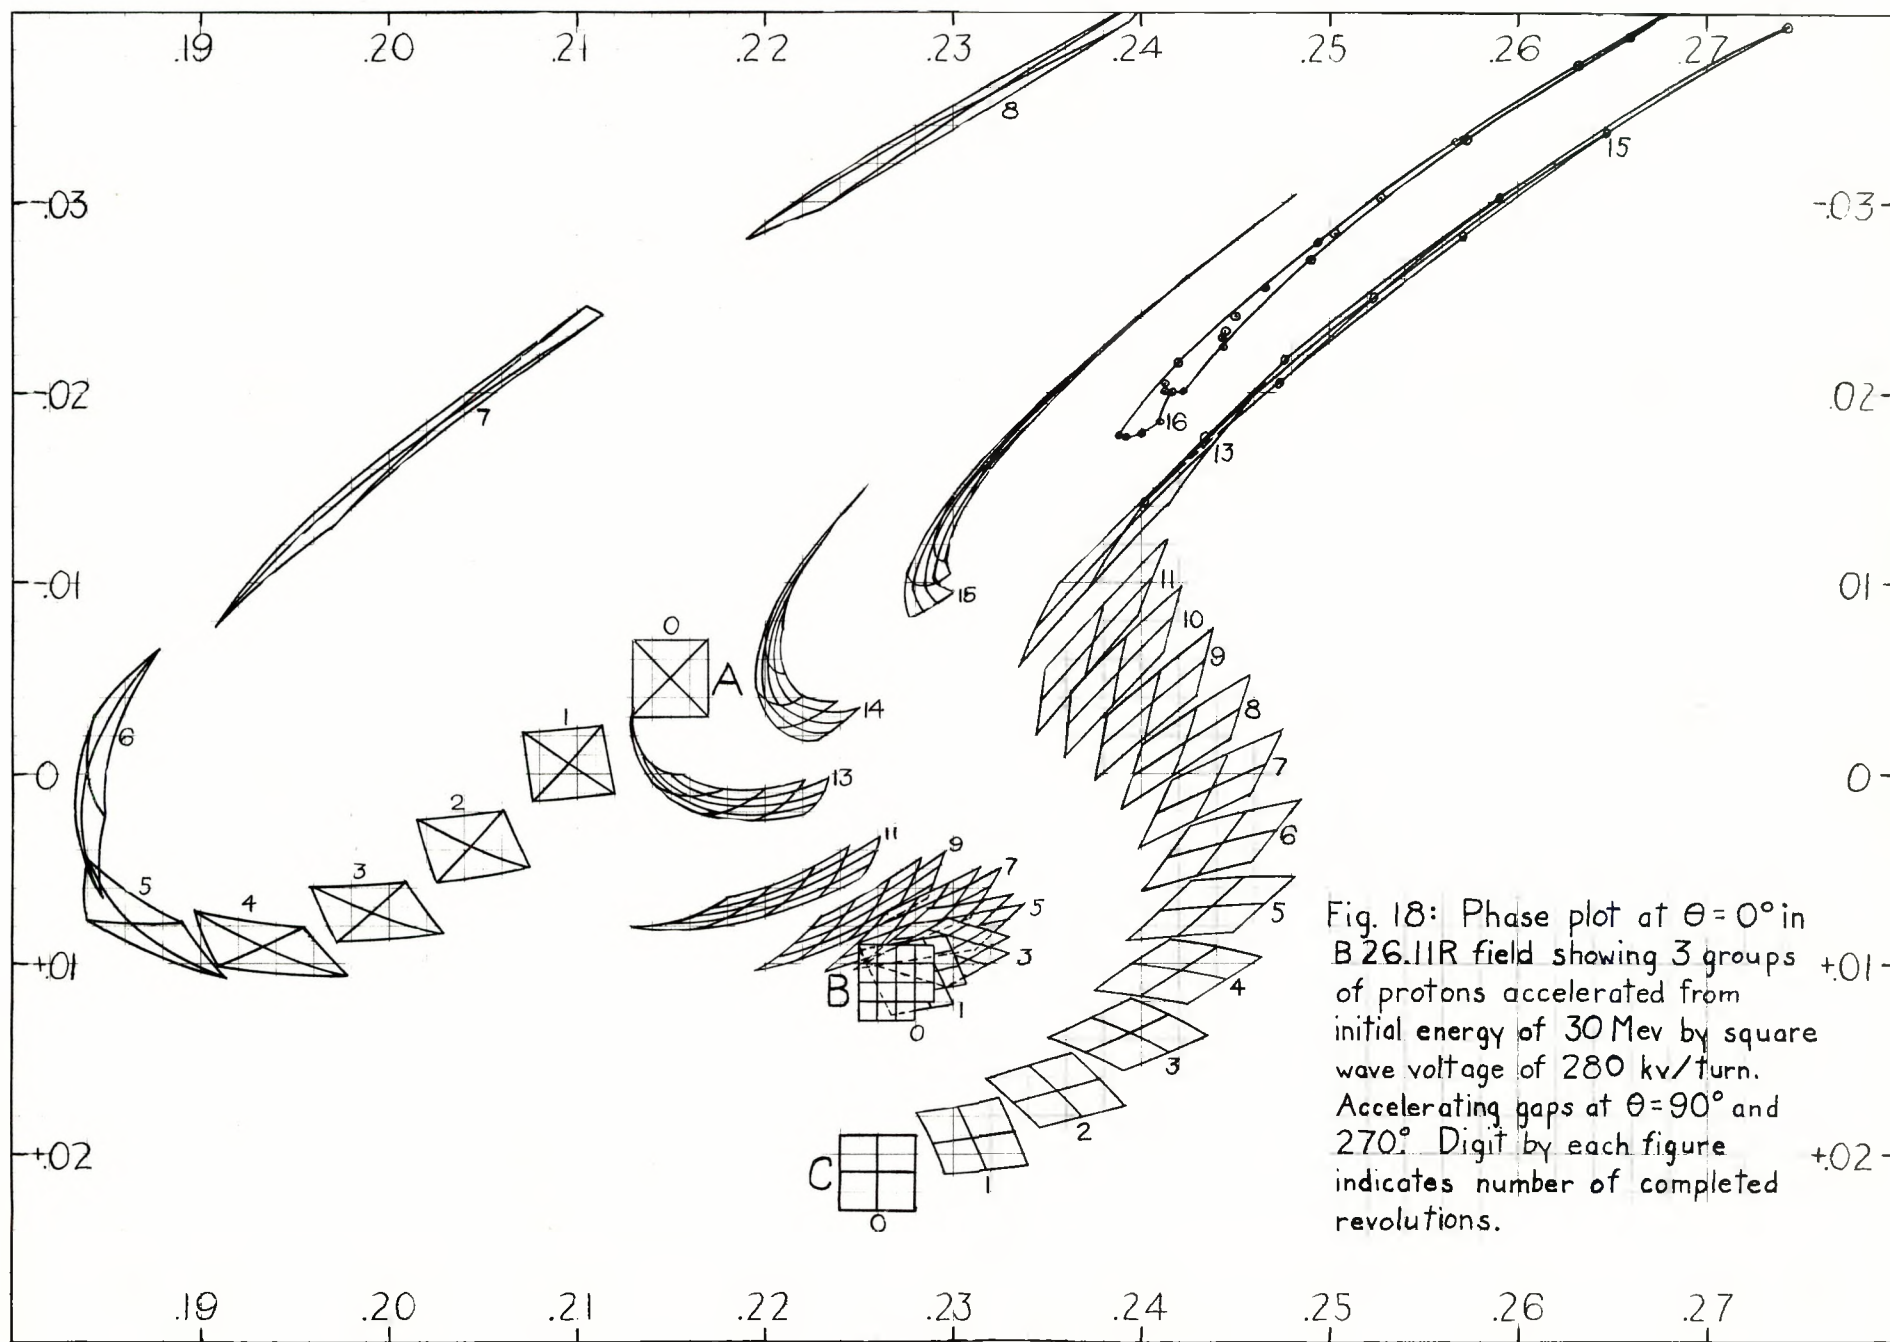 .19 .20 .21 .22 .23 .24 .25 .26 .27
8
15
-.03 -.03
7
-.02 16 .02
13
-.01 15 11 01
0 10
A 9
6 1 14 8
0 2 13 7 0
3 11 9 6
5 4 7
5 5
+.01 3 +.01
B 4
1
0
3
2
+.02 C 1 +.02
0
Fig. 18: Phase plot at θ = 0° in
B 26.11R field showing 3 groups
of protons accelerated from
initial energy of 30 Mev by square
wave voltage of 280 kv/turn.
Accelerating gaps at θ = 90° and
270°. Digit by each figure
indicates number of completed
revolutions.
.19 .20 .21 .22 .23 .24 .25 .26 .27